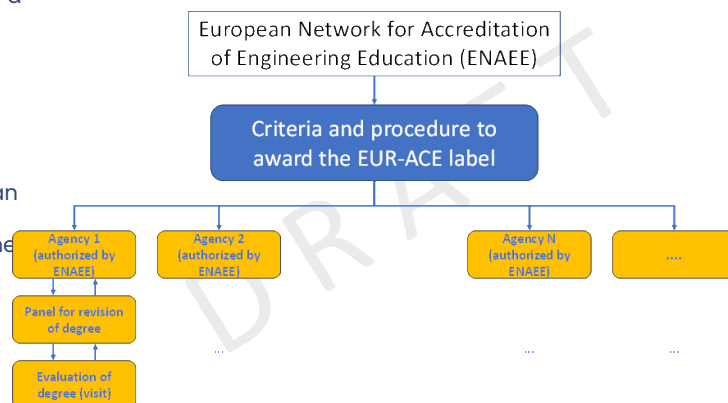 European Network for Accreditation
of Engineering Education (ENAEE)
Criteria and procedure to
award the EUR-ACE label
an
ne
Agency 1
(authorized by
ENAEE)
Agency 2
(authorized by
ENAEE)
Agency N
(authorized by
ENAEE)
....
Panel for revision
of degree
...
...
...
Evaluation of
degree (visit)
DRAFT